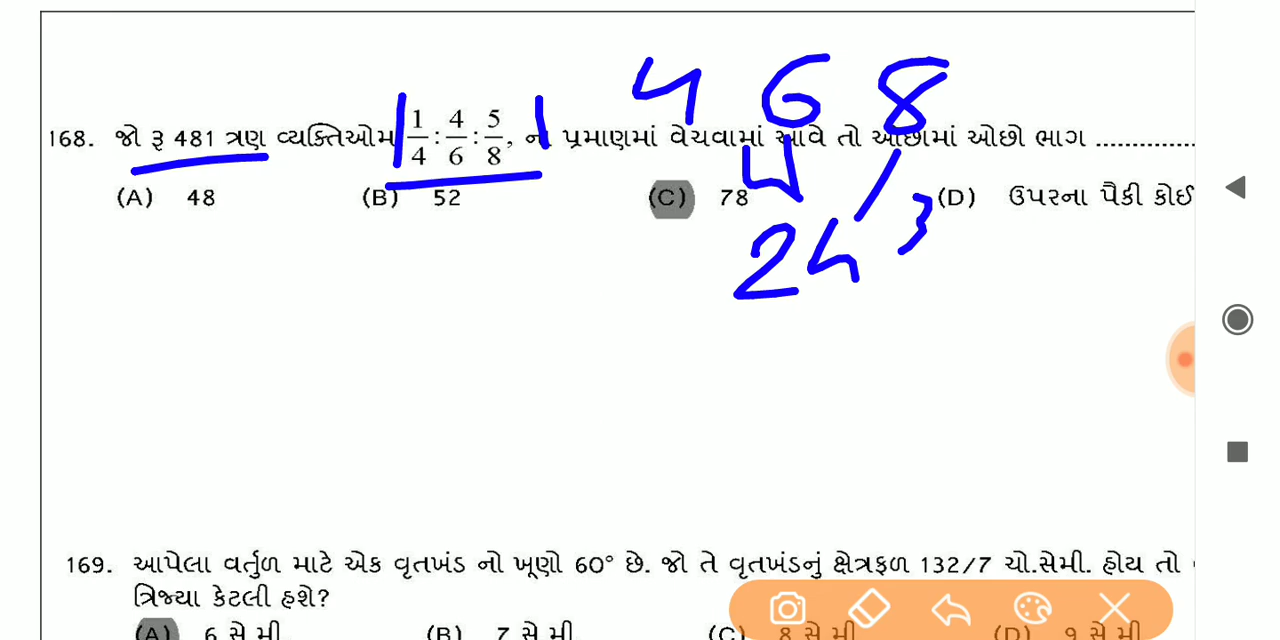 4 6 8
168. જો રૂ 481 ત્રણ વ્યક્તિઓમ 1/4 : 4/6 : 5/8, ના પ્રમાણમાં વેચવામાં આવે તો ઓછામાં ઓછો ભાગ ..............
(A) 48 (B) 52 (C) 78 (D) ઉપરના પૈકી કોઈ
24 3
169. આપેલા વર્તુળ માટે એક વૃતખંડ નો ખૂણો 60° છે. જો તે વૃતખંડનું ક્ષેત્રફળ 132/7 ચો.સેમી. હોય તો
ત્રિજ્યા કેટલી હશે?
(A) 6 સે મી. (B) 7 સે મી. (C) 8 સે મી (D) 9 સે મી